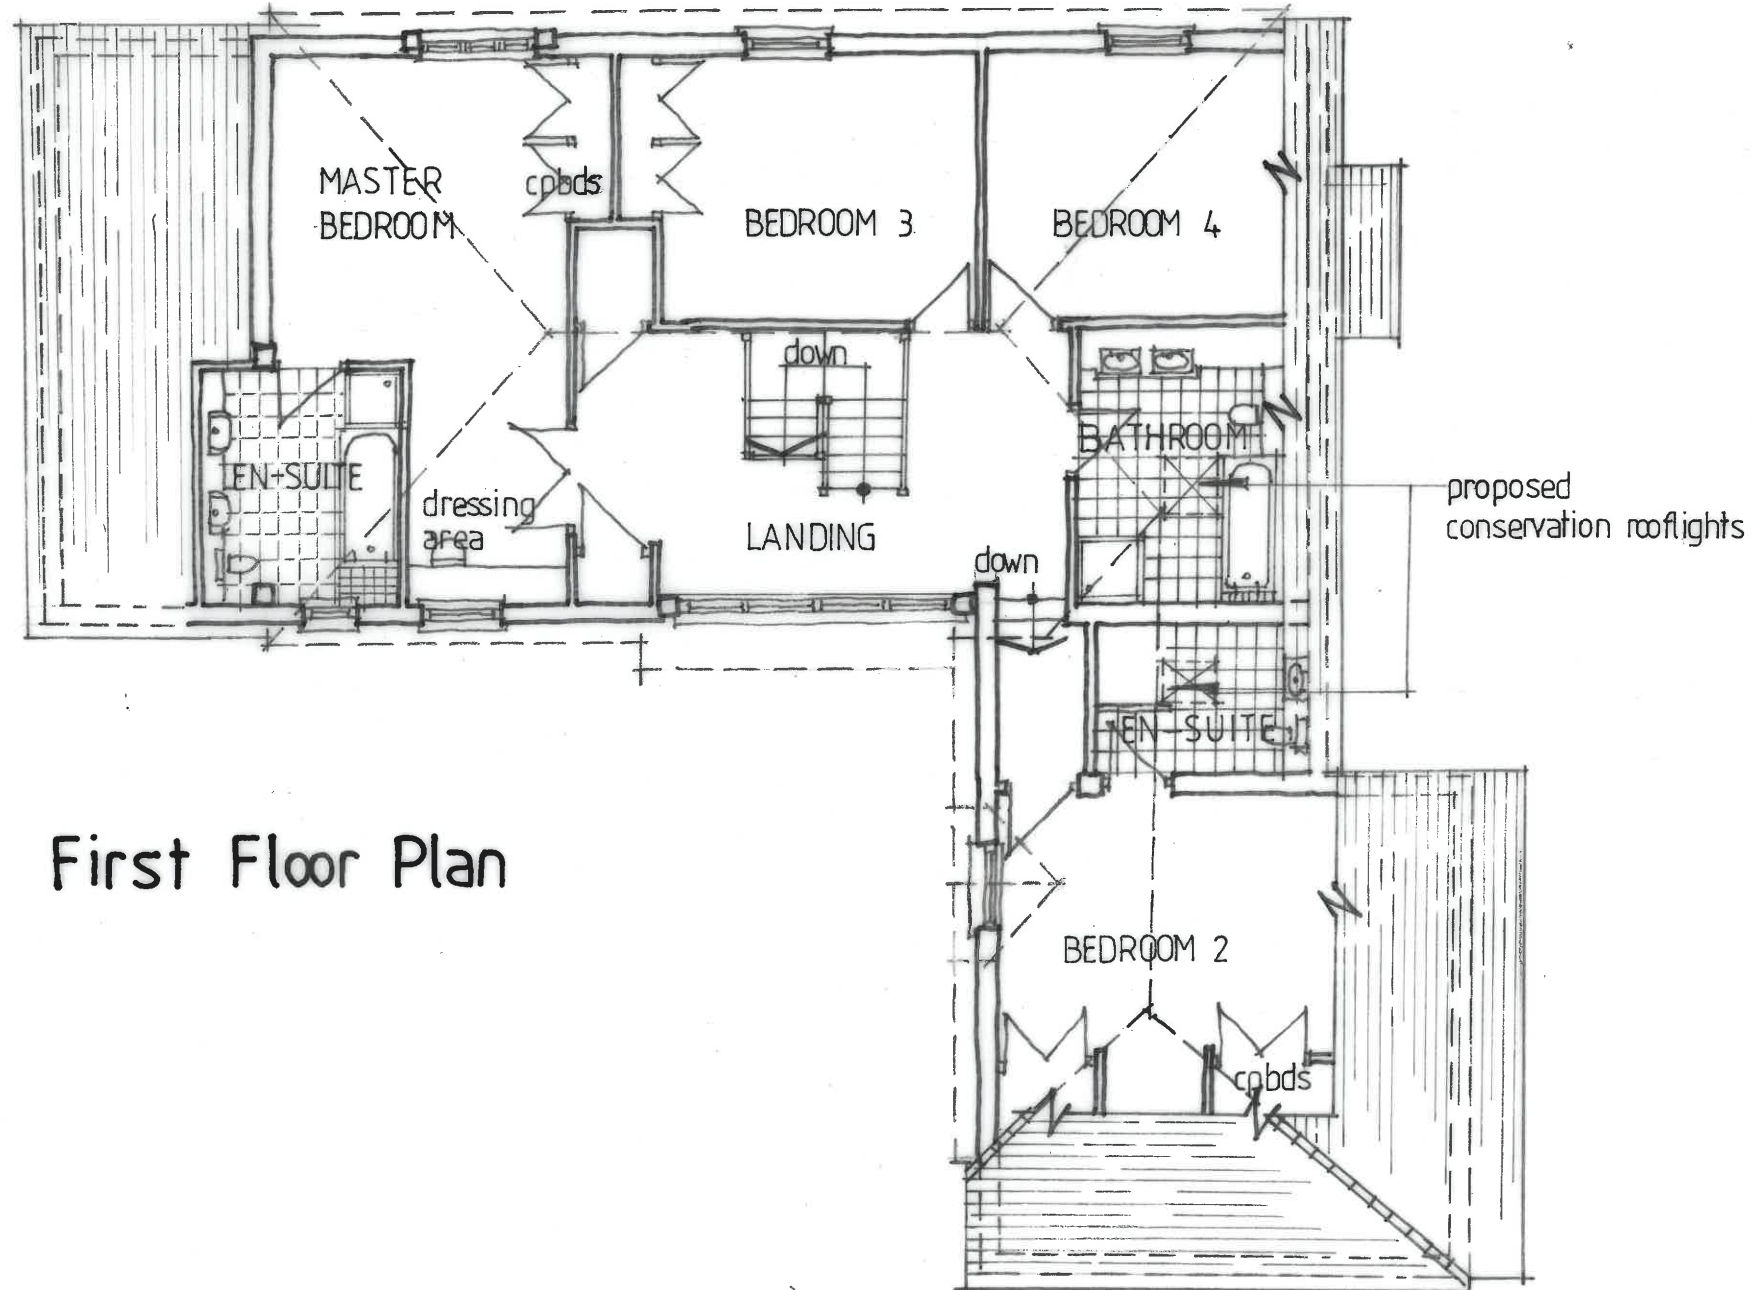 MASTER
BEDROOM
cpbds
BEDROOM 3
BEDROOM 4
down
EN-SUITE
dressing
area
LANDING
down
BATHROOM
proposed
conservation rooflights
EN-SUITE
First Floor Plan
BEDROOM 2
cpbds